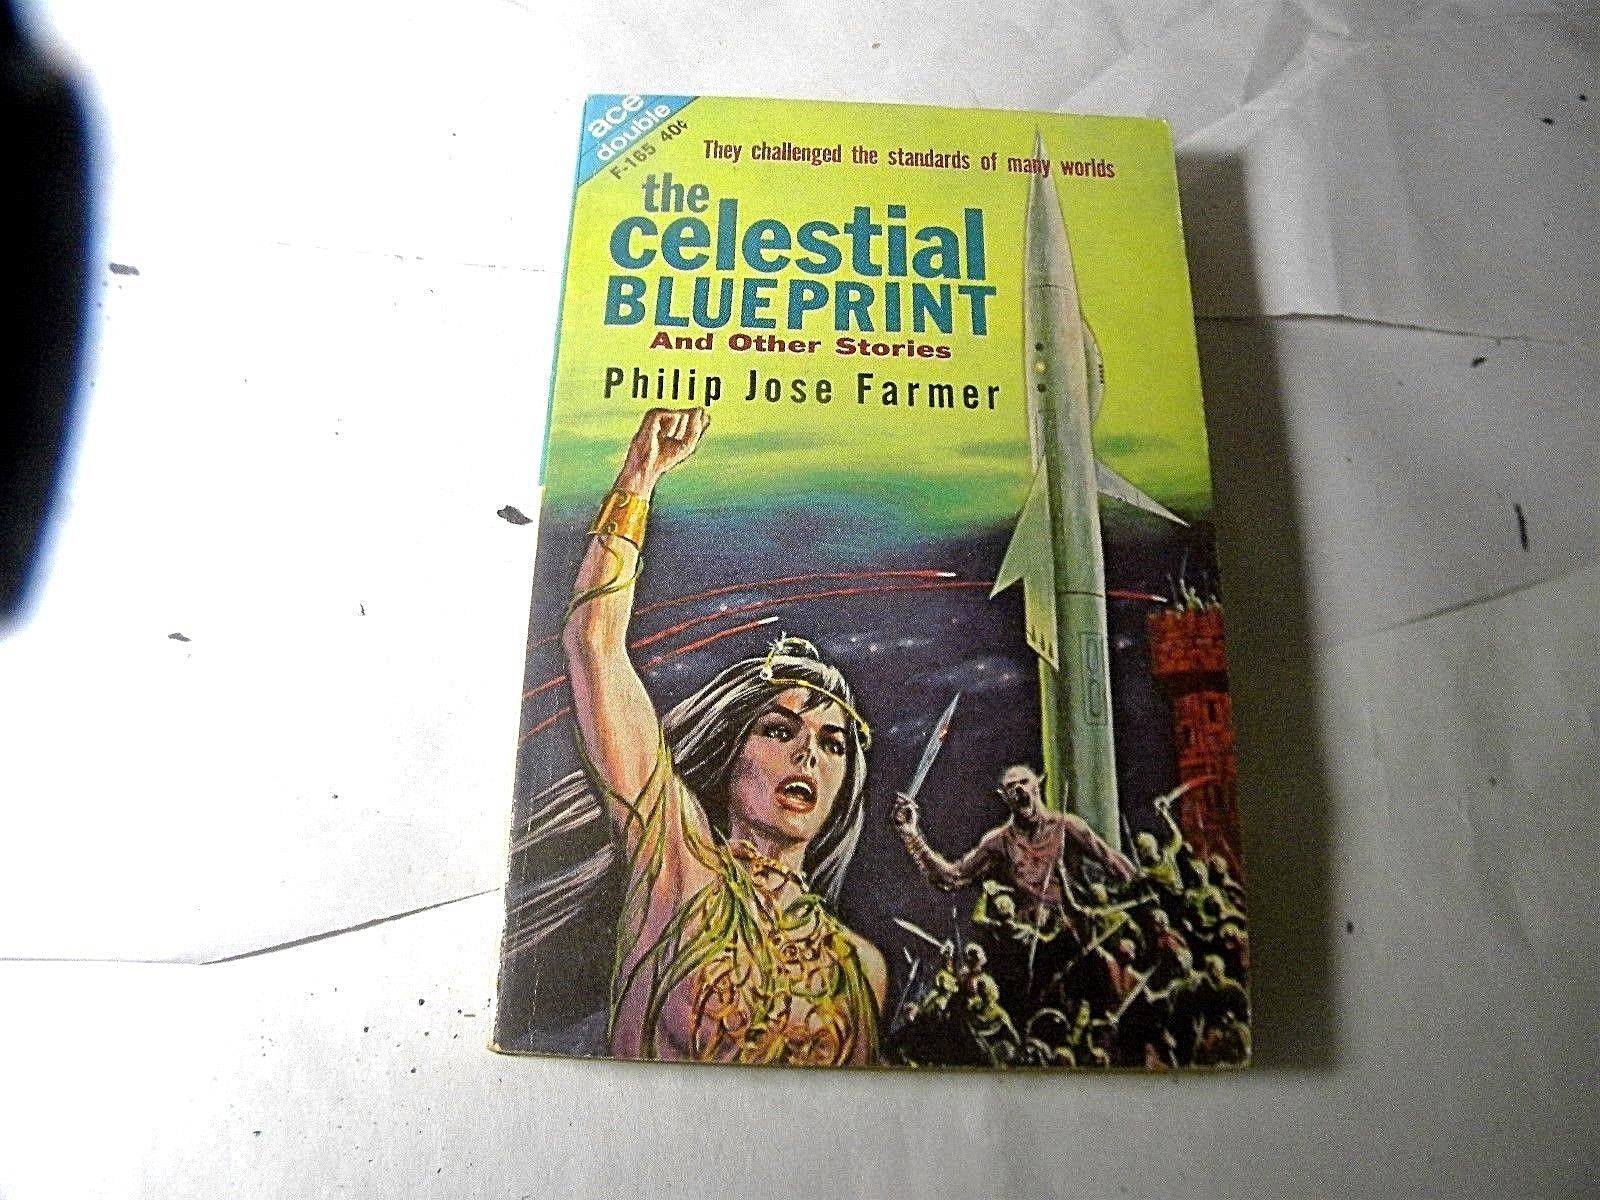 ace
double
F-165 40¢
They challenged the standards of many worlds
the
celestial
BLUEPRINT
And Other Stories
Philip Jose Farmer